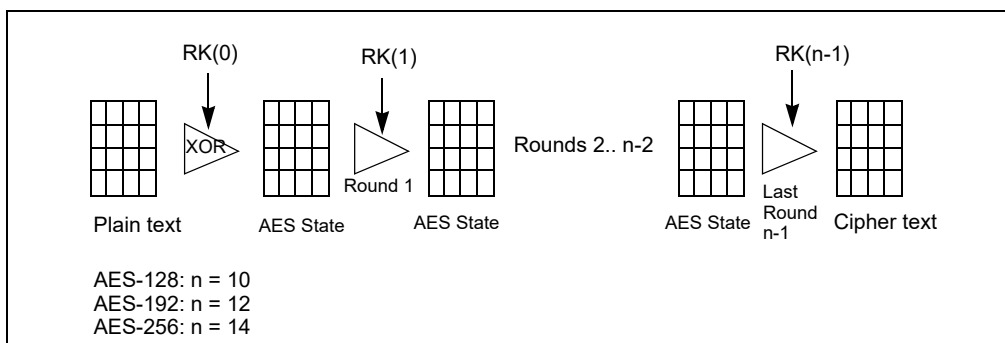 RK(0)
RK(1)
RK(n-1)
XOR
Rounds 2.. n-2
Round 1
Last
Round
n-1
Plain text
AES State
AES State
AES State
Cipher text
AES-128: n = 10
AES-192: n = 12
AES-256: n = 14